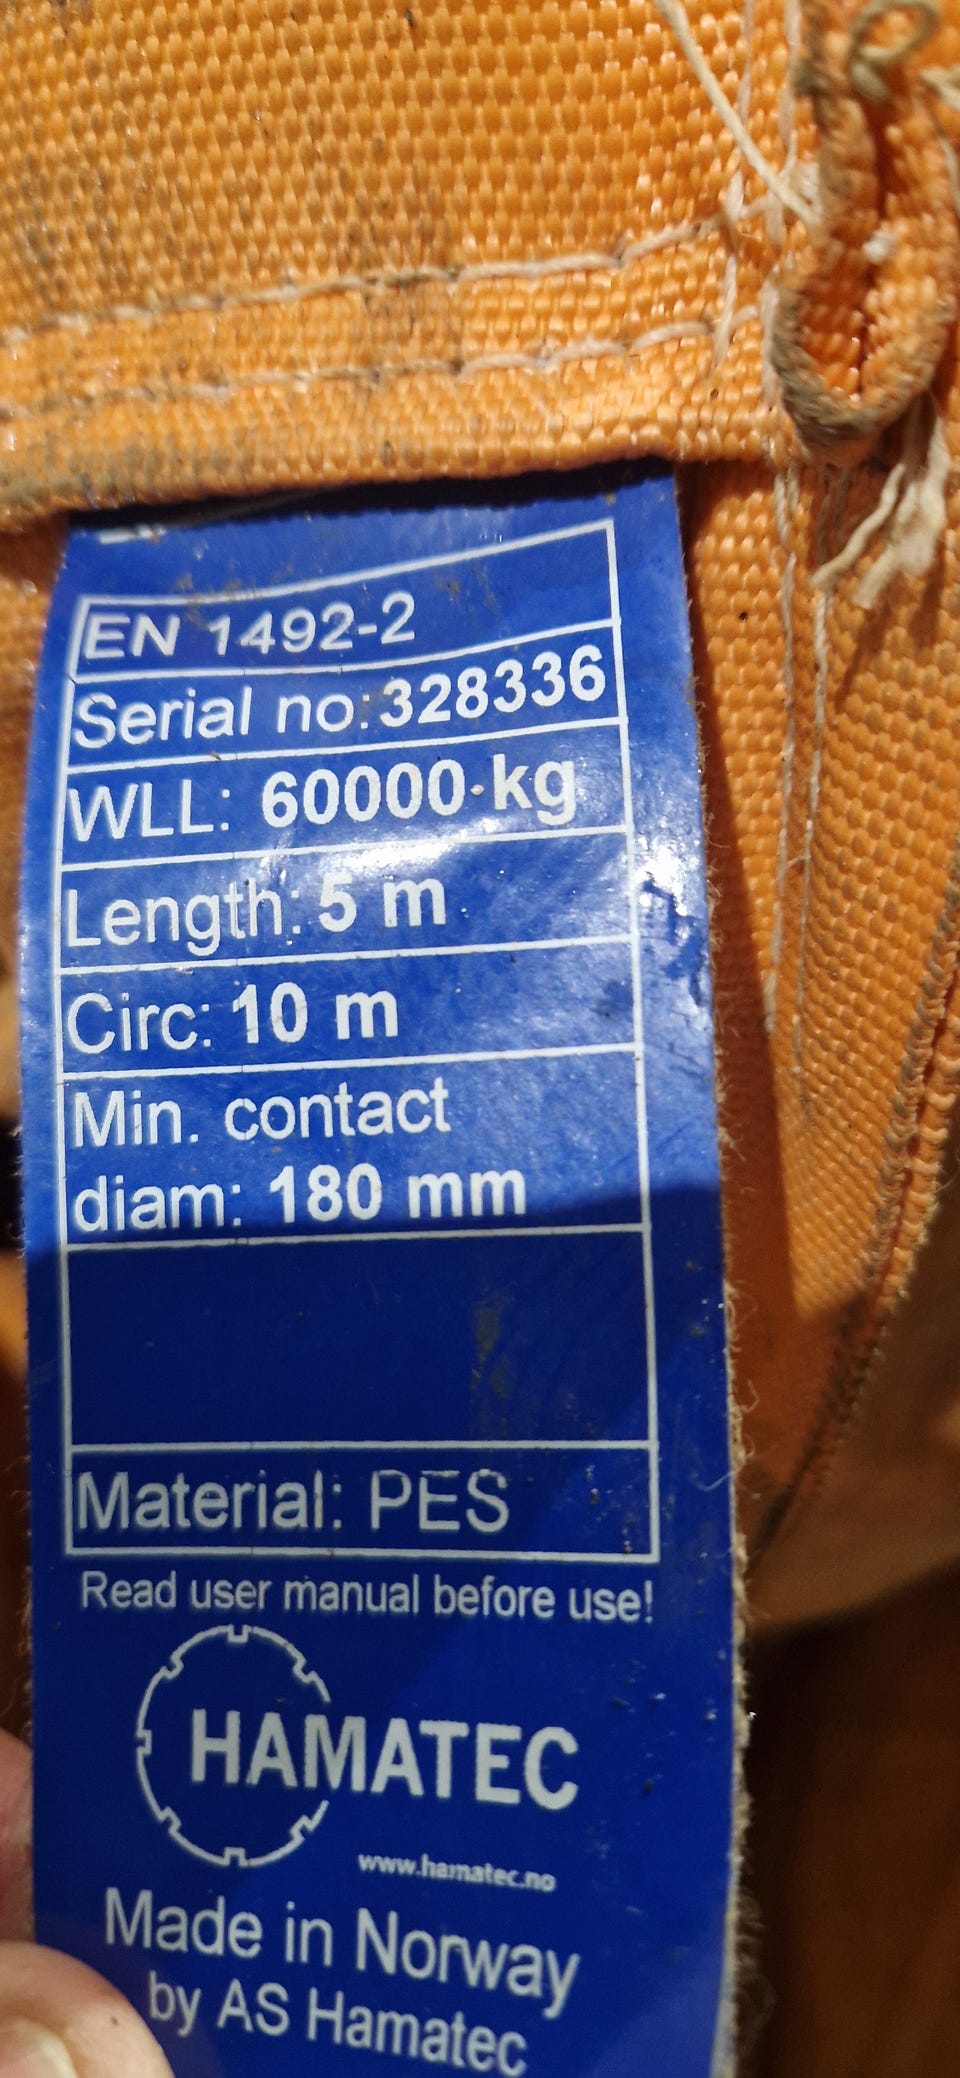 EN 1492-2
Serial no: 328336
WLL: 60000 kg
Length: 5 m
Circ: 10 m
Min. contact
diam: 180 mm
Material: PES
Read user manual before use!
HAMATEC
www.hamatec.no
Made in Norway
by AS Hamatec